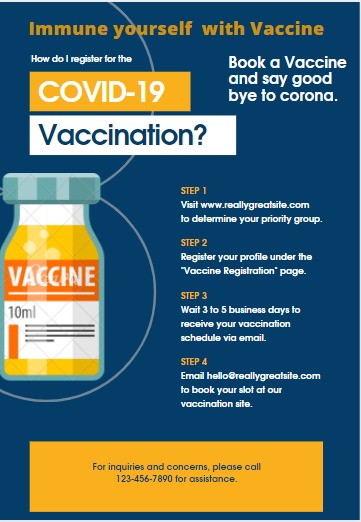 Immune yourself with Vaccine
How do I register for the
COVID-19
Vaccination?
Book a Vaccine
and say good
bye to corona.
VACCINE
10ml
STEP 1
Visit www.reallygreatsite.com
to determine your priority group.
STEP 2
Register your profile under the
"Vaccine Registration" page.
STEP 3
Wait 3 to 5 business days to
receive your vaccination
schedule via email.
STEP 4
Email hello@reallygreatsite.com
to book your slot at our
vaccination site.
For inquiries and concerns, please call
123-456-7890 for assistance.